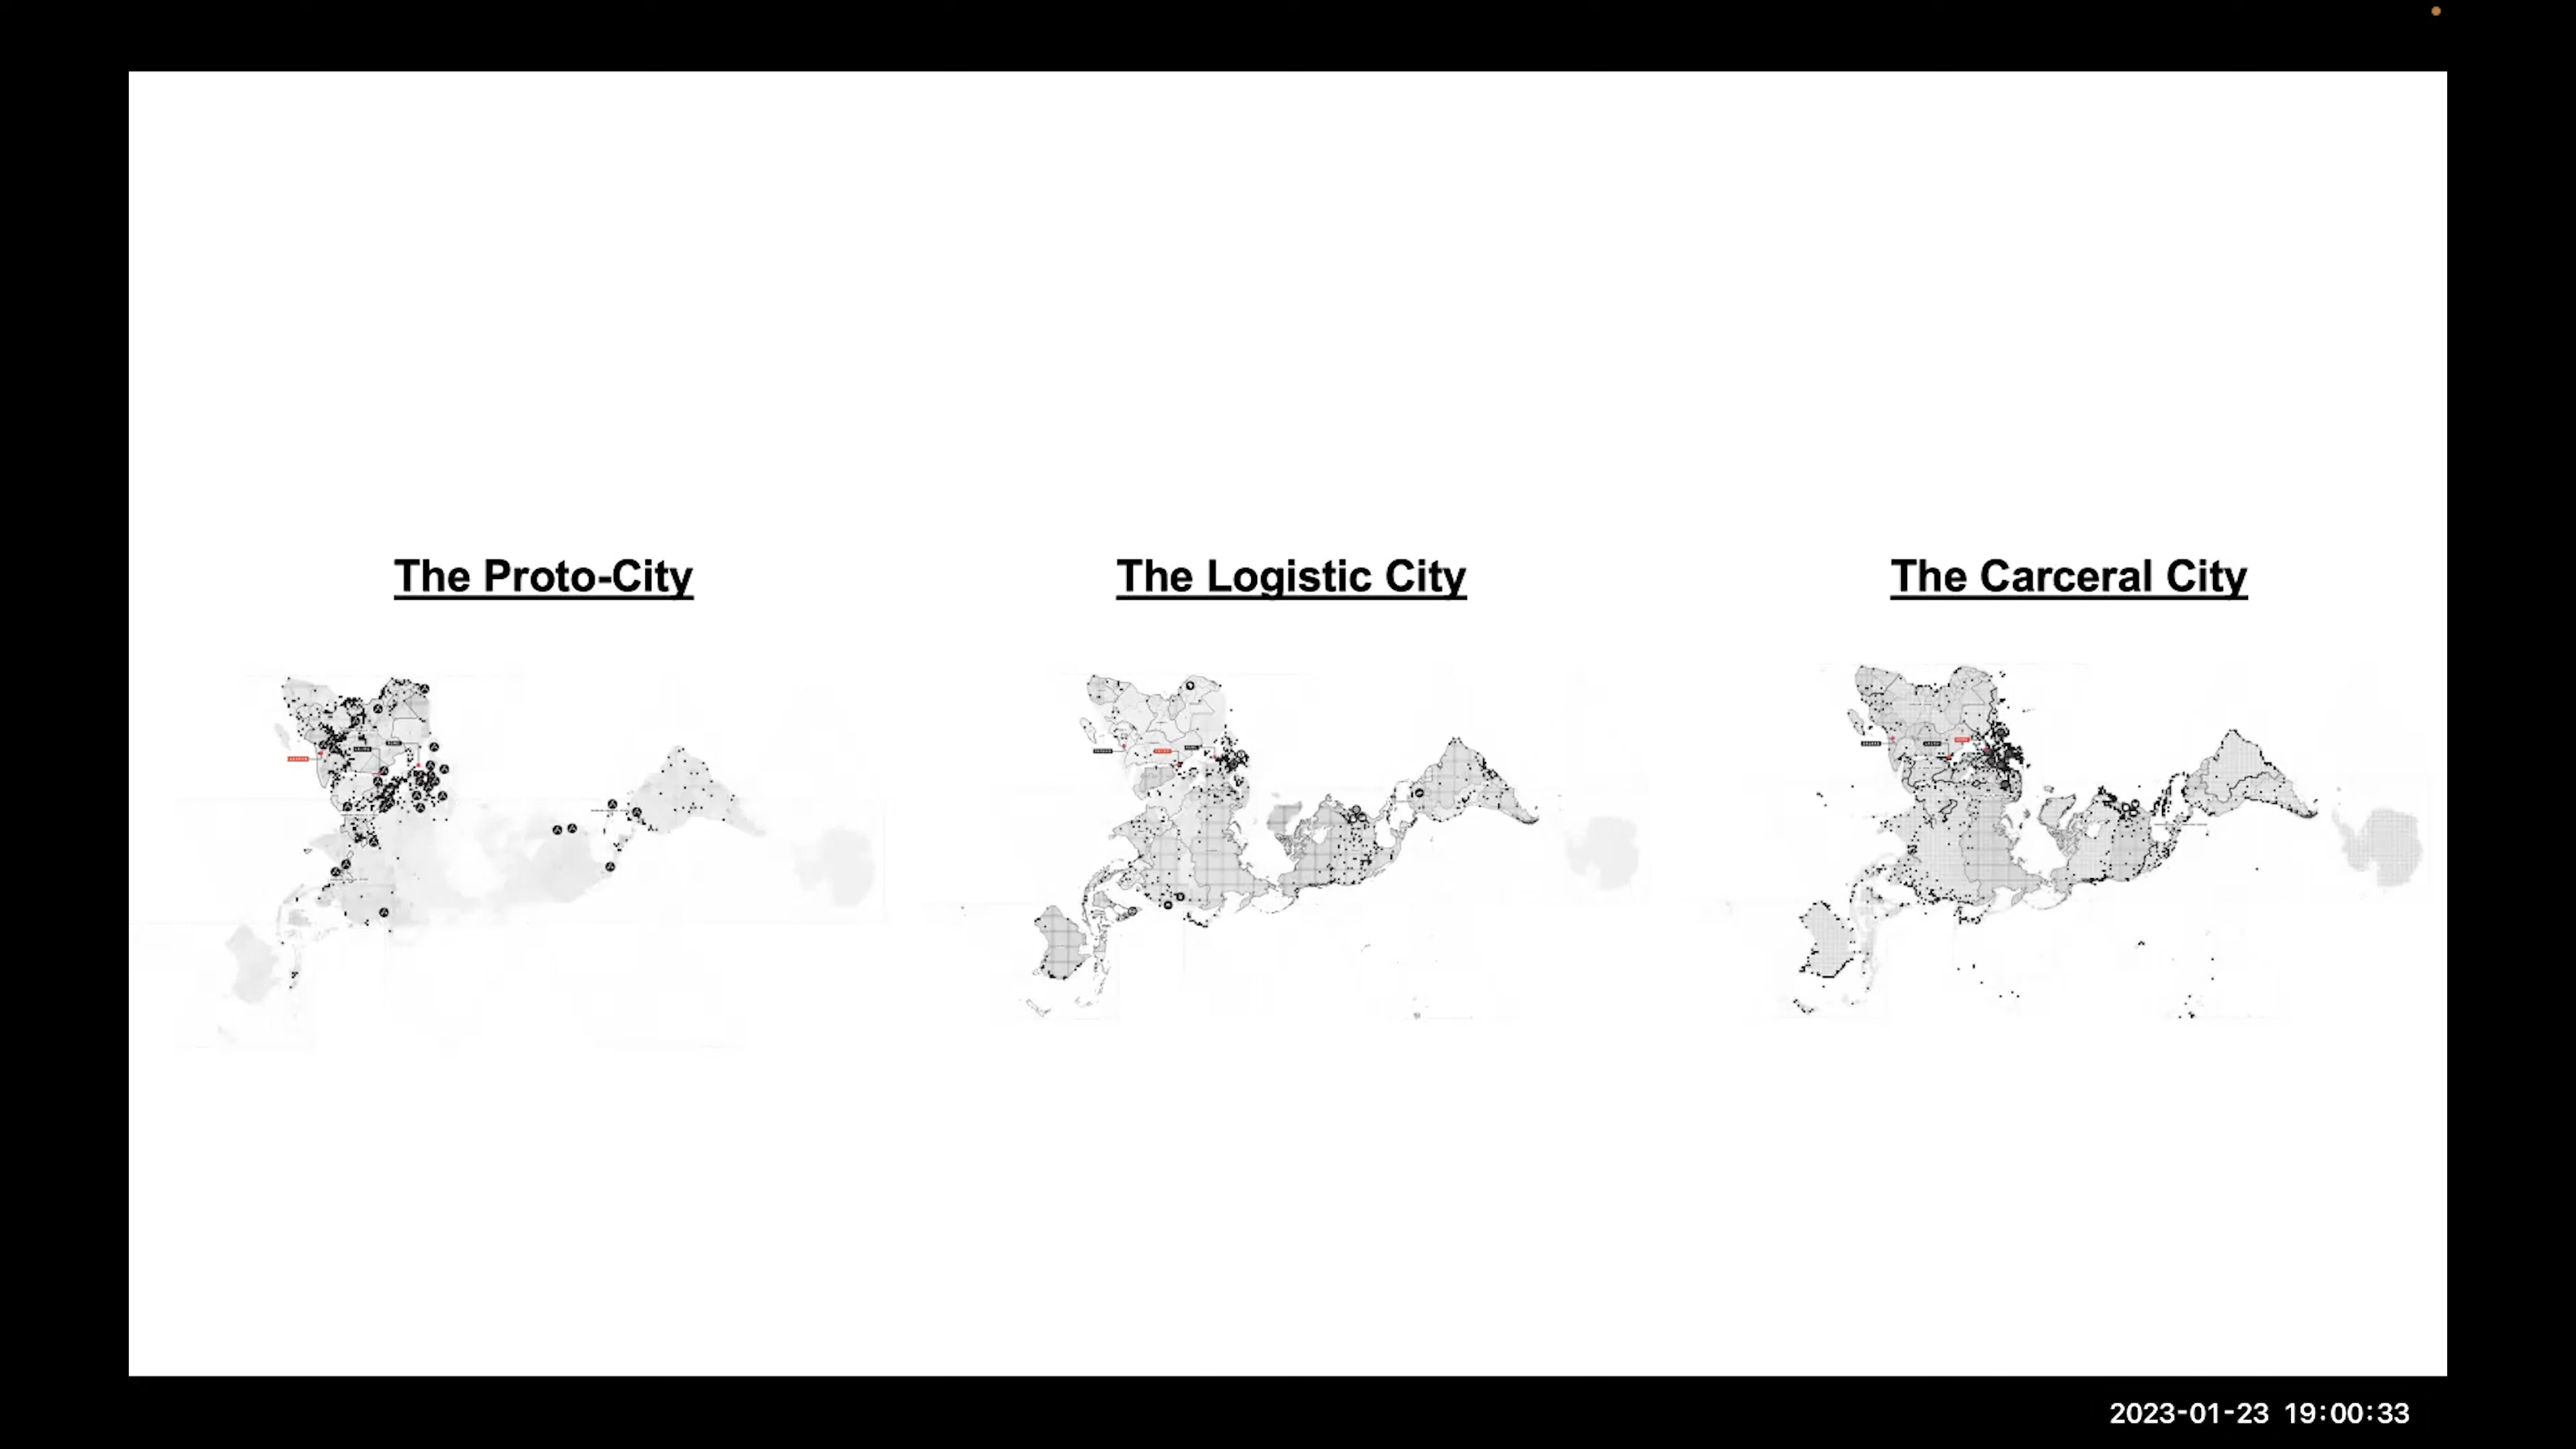 The Proto-City
The Logistic City
The Carceral City
2023-01-23 19:00:33